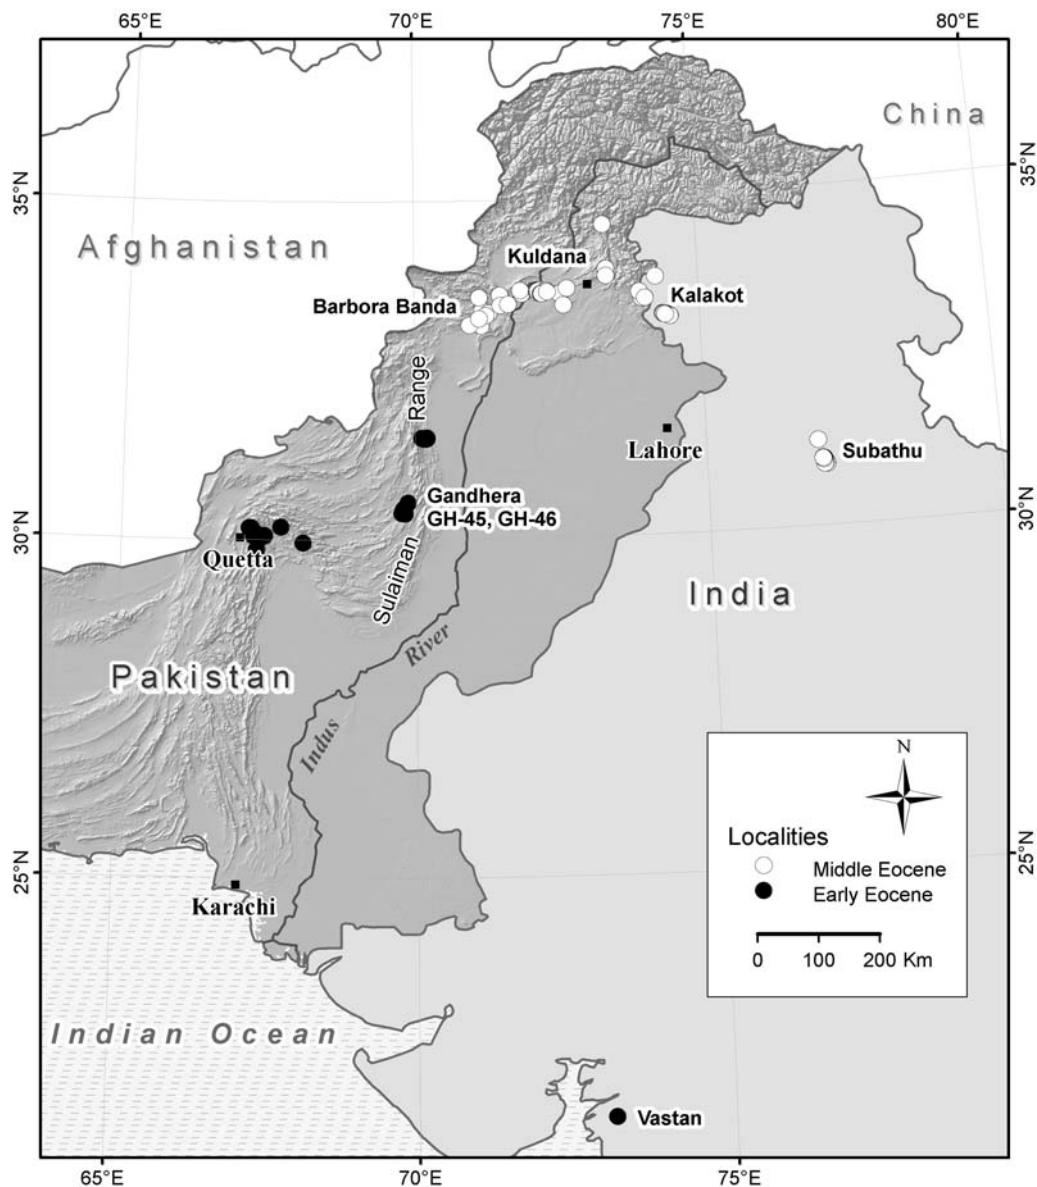 65°E 70°E 75°E 80°E
China
35°N
35°N
Afghanistan
Kuldana
Kalakot
Barbora Banda
Range
Lahore
Subathu
Gandhera
GH-45, GH-46
30°N
30°N
Quetta
Sulaiman
India
River
Pakistan
Indus
N
Localities
Middle Eocene
Early Eocene
25°N
25°N
Karachi
0 100 200 Km
Indian Ocean
Vastan
65°E 70°E 75°E